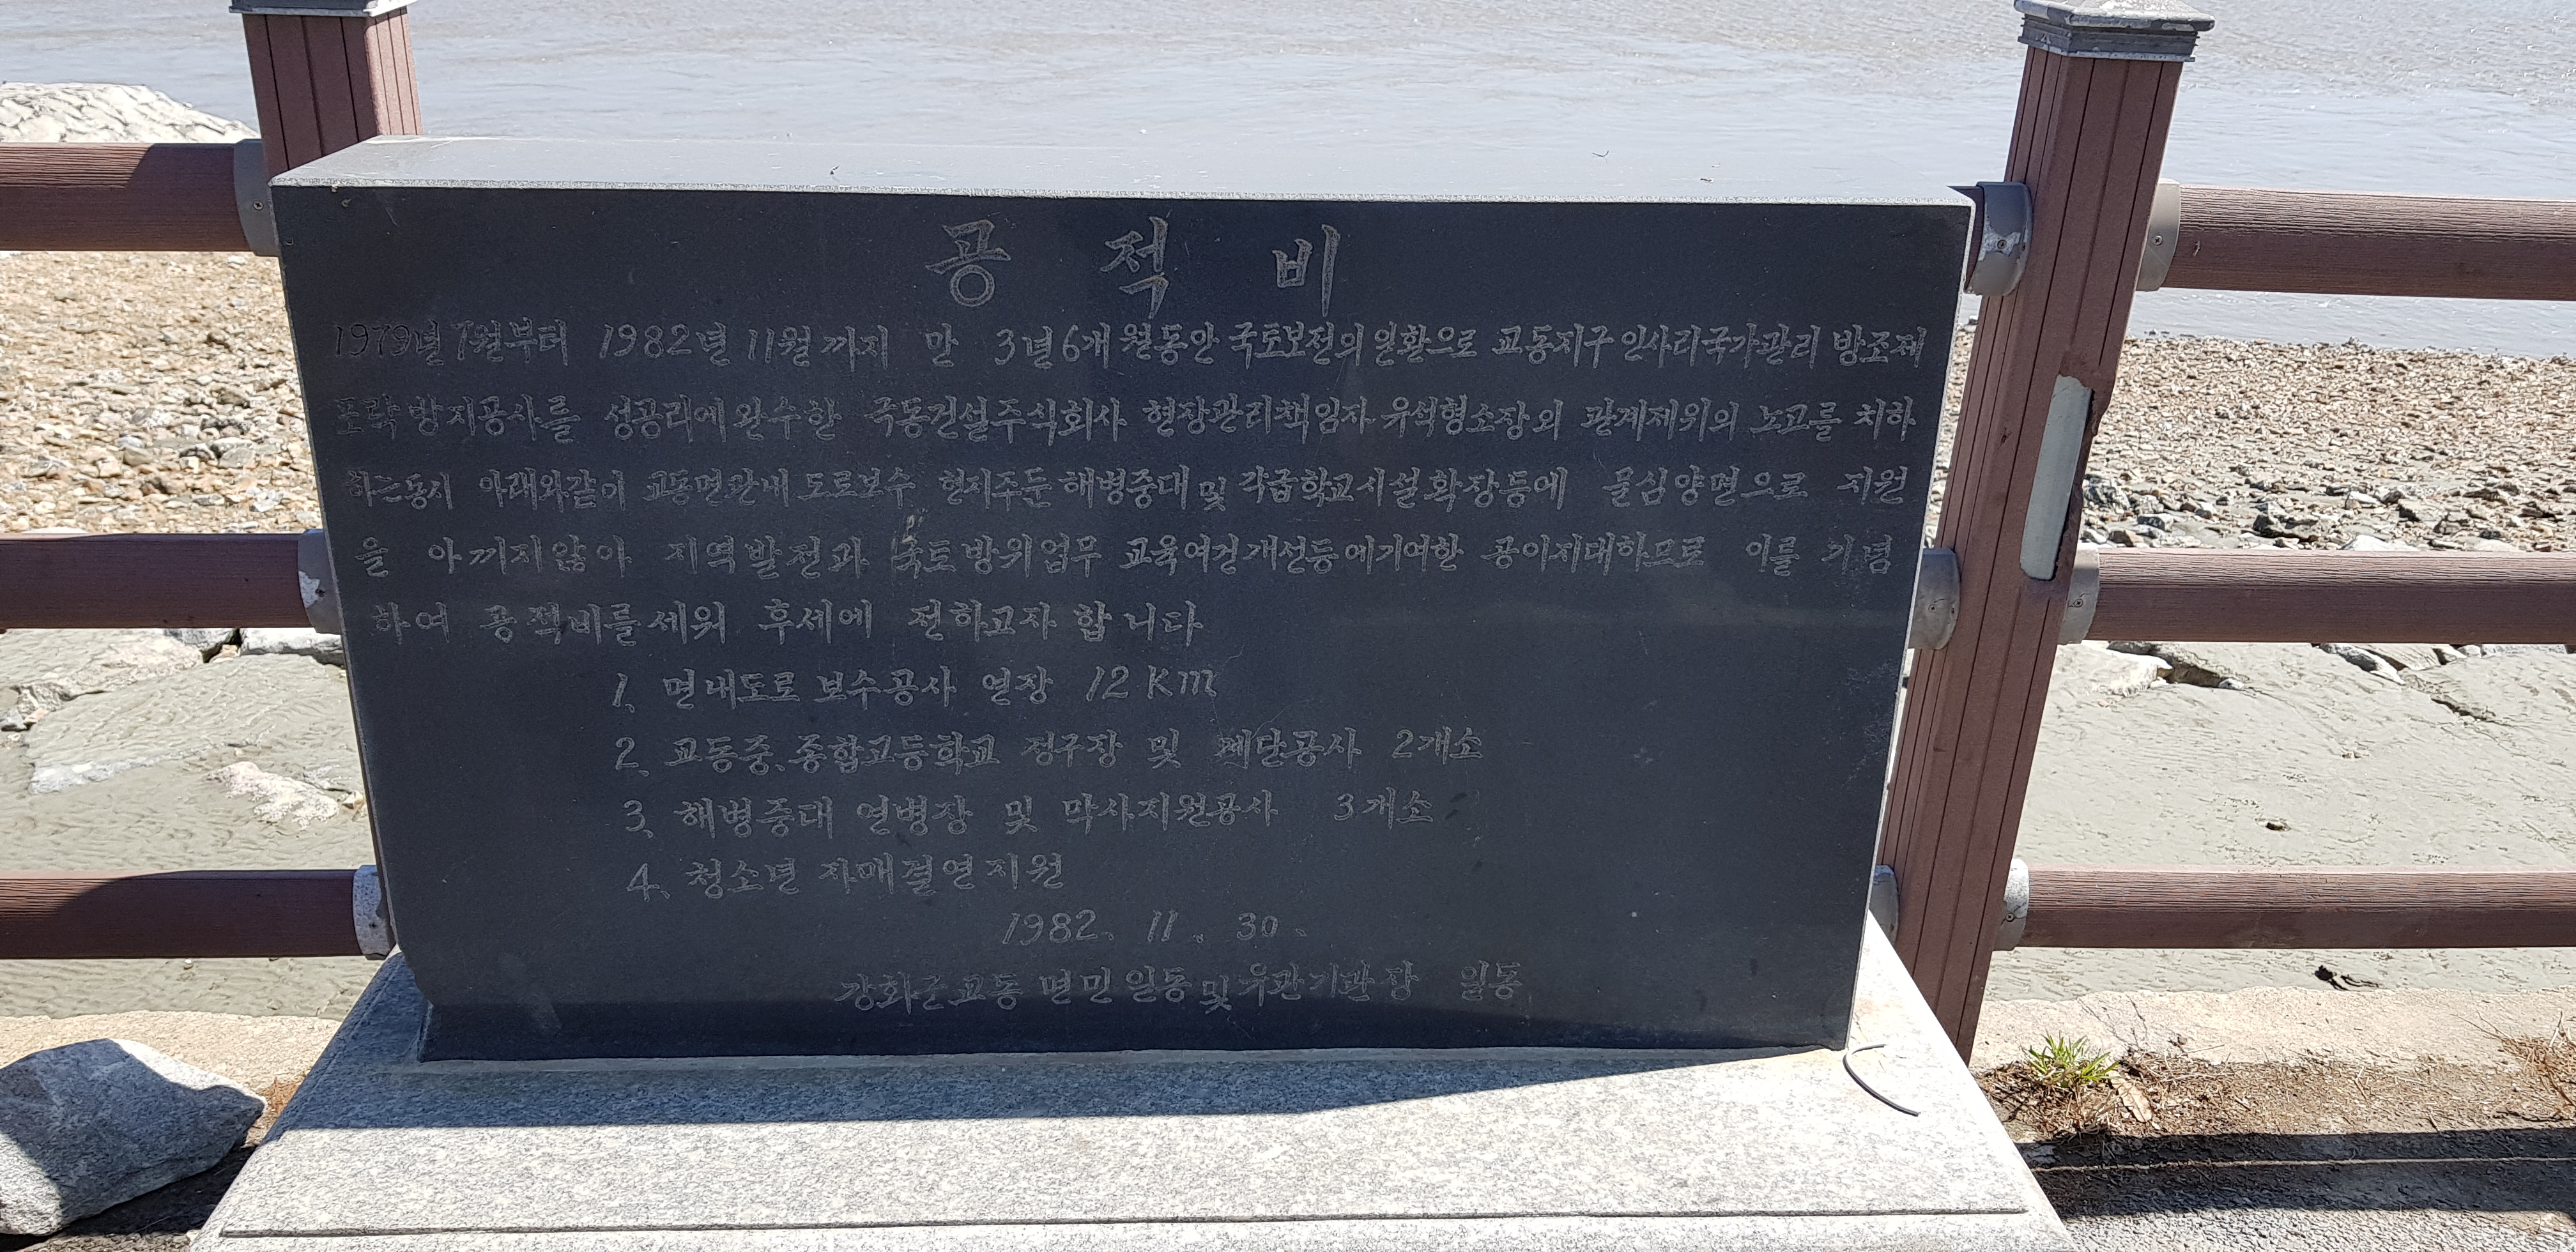 공 적 비
1979년 7월부터 1982년 11월까지 만 3년6개월동안 국토보전의 일환으로 교동지구 인사리국가관리 방조제
포락방지공사를 성공리에 완수한 극동건설주식회사 현장관리책임자 유석형소장외 관계제위의 노고를 치하
하는동시 아래와같이 교동면관내 도로보수 현지주둔 해병중대 및 각급학교시설확장등에 물심양면으로 지원
을 아끼지않아 지역발전과 국토방위업무 교육여건개선등에기여한 공이지대하므로 이를 기념
하여 공적비를 세워 후세에 전하고자 합니다
1. 면내도로 보수공사 연장 12Km
2. 교동중.종합고등학교 정구장 및 제단공사 2개소
3. 해병중대 연병장 및 막사지원공사 3개소
4. 청소년 자매결연지원
1982. 11. 30.
강화군교동 면민일동및유관기관장 일동